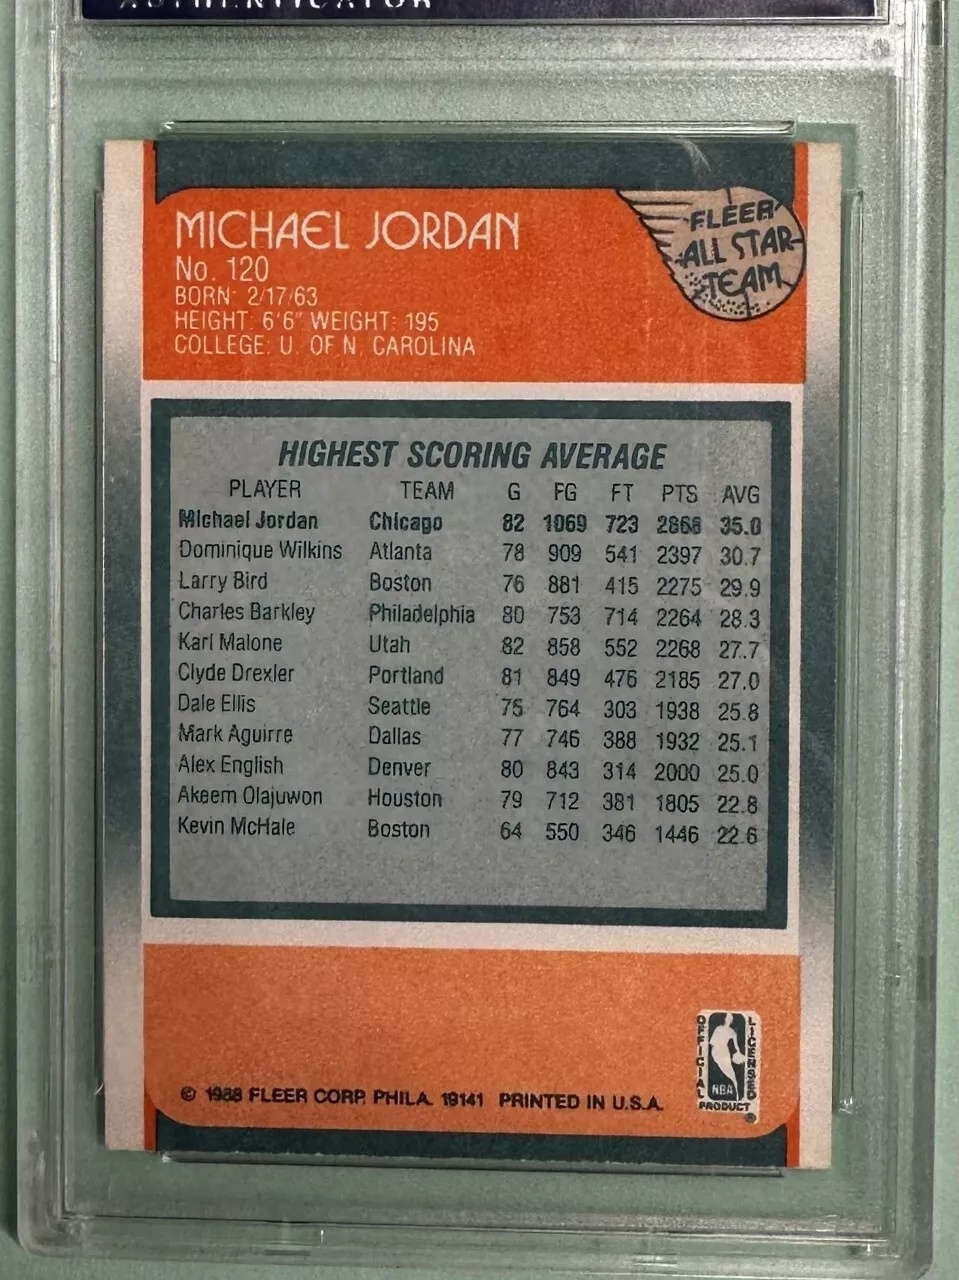 AUTHENTICATOR
MICHAEL JORDAN
No. 120
BORN: 2/17/63
HEIGHT: 6'6" WEIGHT: 195
COLLEGE: U. OF N. CAROLINA
FLEER
ALL STAR
TEAM
HIGHEST SCORING AVERAGE
PLAYER TEAM G FG FT PTS AVG
Michael Jordan Chicago 82 1069 723 2868 35.0
Dominique Wilkins Atlanta 78 909 541 2397 30.7
Larry Bird Boston 76 881 415 2275 29.9
Charles Barkley Philadelphia 80 753 714 2264 28.3
Karl Malone Utah 82 858 552 2268 27.7
Clyde Drexler Portland 81 849 476 2185 27.0
Dale Ellis Seattle 75 764 303 1938 25.8
Mark Aguirre Dallas 77 746 388 1932 25.1
Alex English Denver 80 843 314 2000 25.0
Akeem Olajuwon Houston 79 712 381 1805 22.8
Kevin McHale Boston 64 550 346 1446 22.6
OFFICIAL
LICENSED
NBA
PRODUCT
®
© 1988 FLEER CORP. PHILA. 19141 PRINTED IN U.S.A.